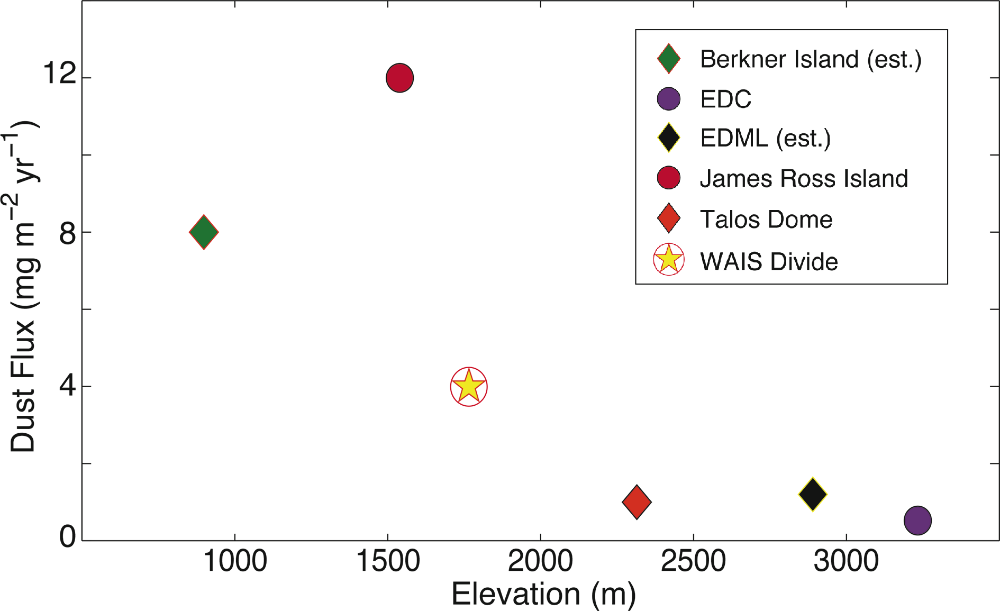 12
8
4
0
Dust Flux (mg m⁻² yr⁻¹)
Berkner Island (est.)
EDC
EDML (est.)
James Ross Island
Talos Dome
WAIS Divide
1000 1500 2000 2500 3000
Elevation (m)